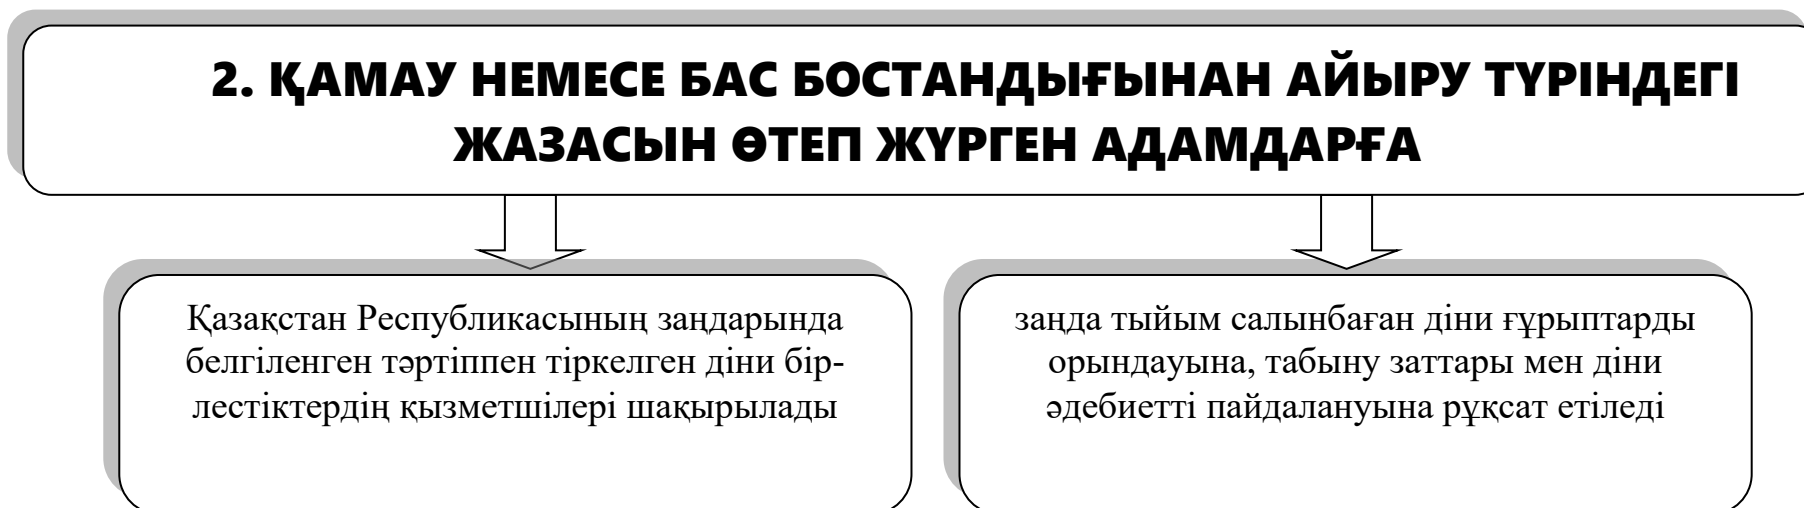 2. ҚАМАУ НЕМЕСЕ БАС БОСТАНДЫҒЫНАН АЙЫРУ ТҮРІНДЕГІ
ЖАЗАСЫН ӨТЕП ЖҮРГЕН АДАМДАРҒА
Қазақстан Республикасының заңдарында
белгіленген тәртіппен тіркелген діни бір-
лестіктердің қызметшілері шақырылады
заңда тыйым салынбаған діни ғұрыптарды
орындауына, табыну заттары мен діни
әдебиетті пайдалануына рұқсат етіледі